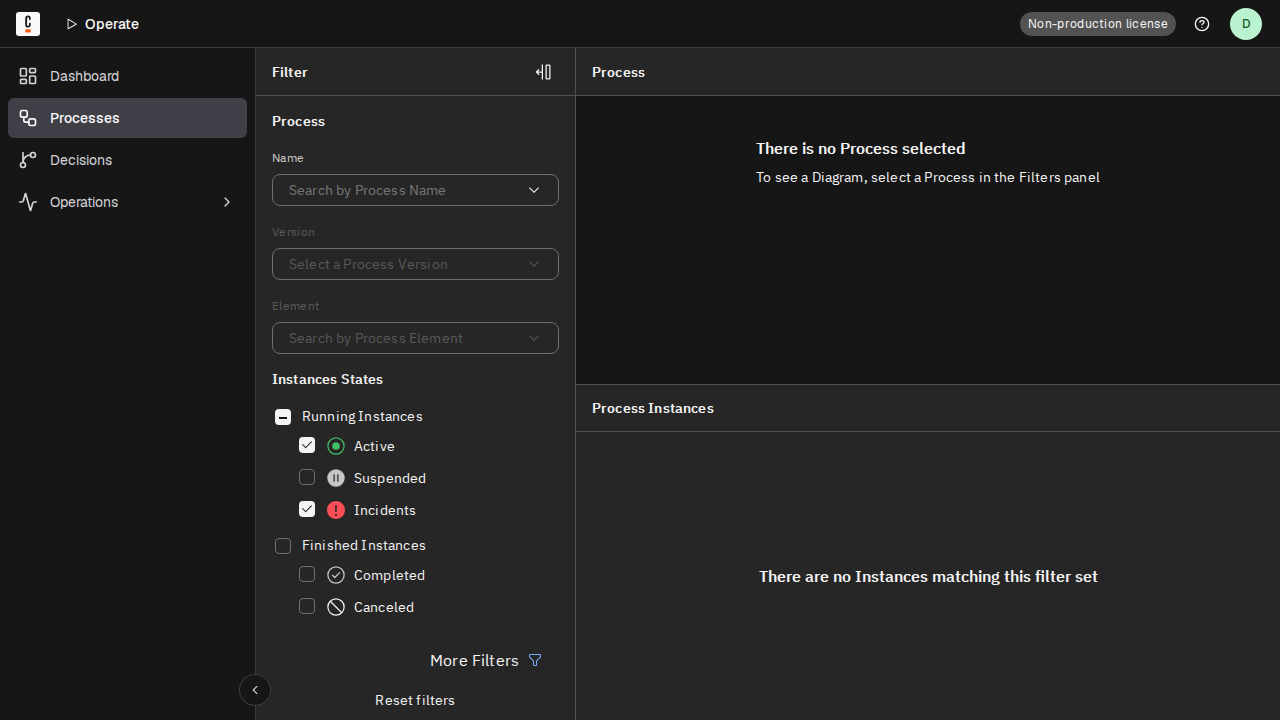 Operate
Non-production license
D
Dashboard
Processes
Decisions
Operations
Filter
Process
Name
Search by Process Name
Version
Select a Process Version
Element
Search by Process Element
Instances States
Running Instances
Active
Suspended
Incidents
Finished Instances
Completed
Canceled
More Filters
Reset filters
Process
There is no Process selected
To see a Diagram, select a Process in the Filters panel
Process Instances
There are no Instances matching this filter set